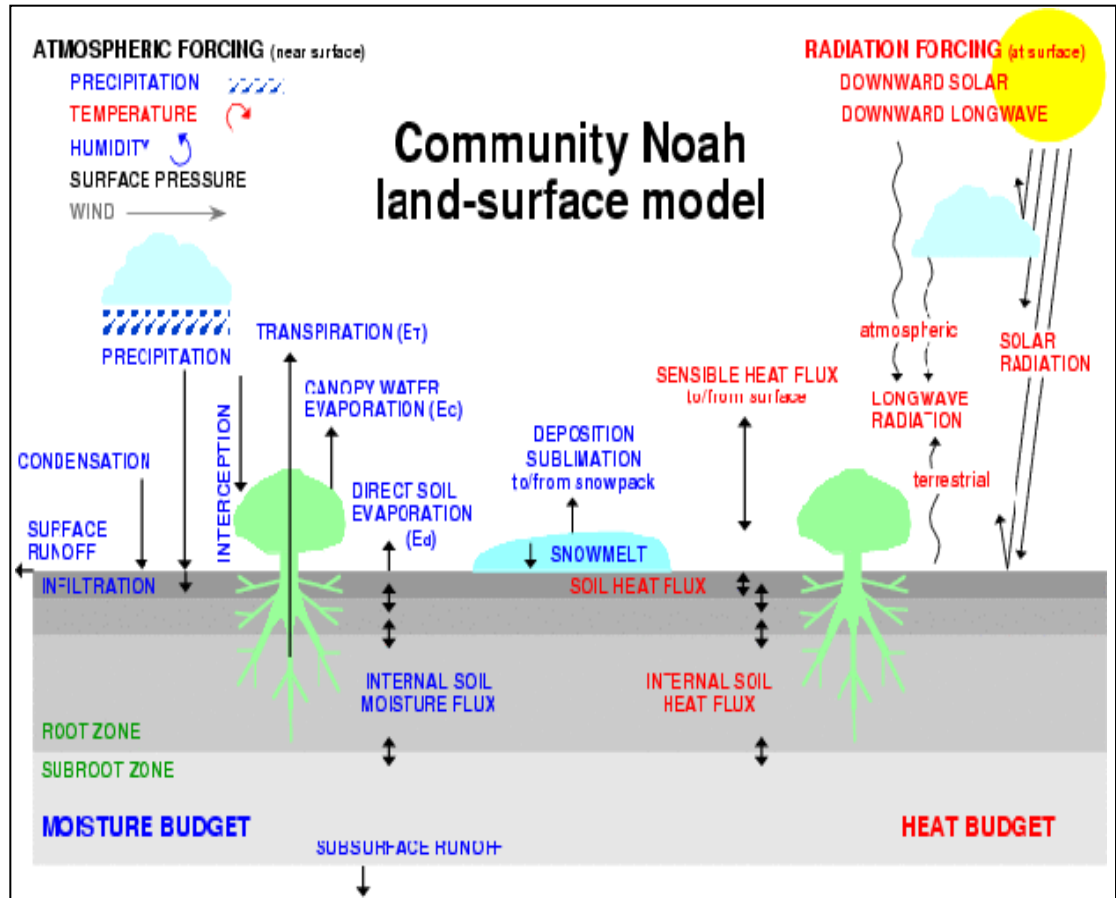 ATMOSPHERIC FORCING (near surface)
PRECIPITATION
TEMPERATURE
HUMIDITY
SURFACE PRESSURE
WIND
RADIATION FORCING (at surface)
DOWNWARD SOLAR
DOWNWARD LONGWAVE
Community Noah
land-surface model
PRECIPITATION
TRANSPIRATION (ET)
CANOPY WATER
EVAPORATION (Ec)
INTERCEPTION
CONDENSATION
DIRECT SOIL
EVAPORATION
(Ed)
SURFACE
RUNOFF
INFILTRATION
DEPOSITION
SUBLIMATION
to/from snowpack
SNOWMELT
SENSIBLE HEAT FLUX
to/from surface
atmospheric
SOLAR
RADIATION
LONGWAVE
RADIATION
terrestrial
SOIL HEAT FLUX
INTERNAL SOIL
MOISTURE FLUX
INTERNAL SOIL
HEAT FLUX
ROOT ZONE
SUBROOT ZONE
MOISTURE BUDGET
HEAT BUDGET
SUBSURFACE RUNOFF